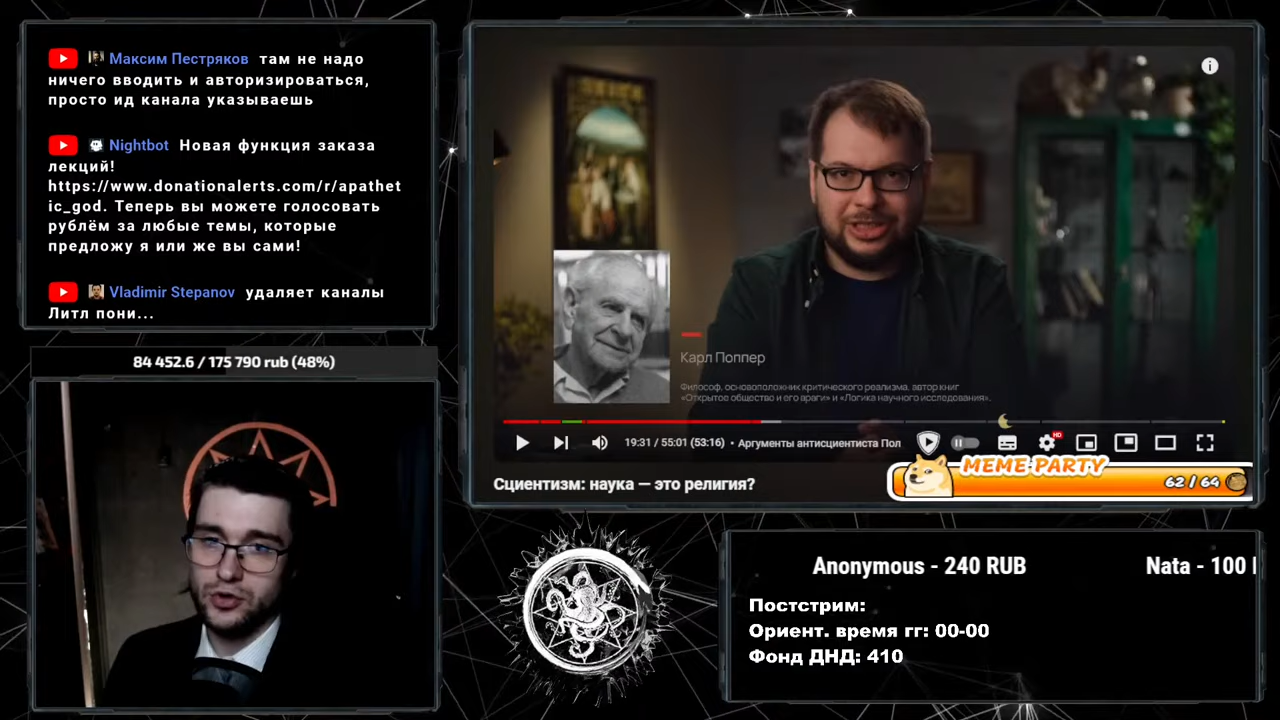 Максим Пестряков там не надо
ничего вводить и авторизироваться,
просто ид канала указываешь
Nightbot Новая функция заказа
лекций!
https://www.donationalerts.com/r/apathet
ic_god. Теперь вы можете голосовать
рублём за любые темы, которые
предложу я или же вы сами!
Vladimir Stepanov удаляет каналы
Литл пони...
84 452.6 / 175 790 rub (48%)
Карл Поппер
Философ, основоположник критического реализма, автор книг
«Открытое общество и его враги» и «Логика научного исследования».
19:31 / 55:01 (53:16) • Аргументы антисциентиста Пол
HD
Сциентизм: наука — это религия?
MEME PARTY
62 / 64
Anonymous - 240 RUB
Nata - 100
Постстрим:
Ориент. время гг: 00-00
Фонд ДНД: 410